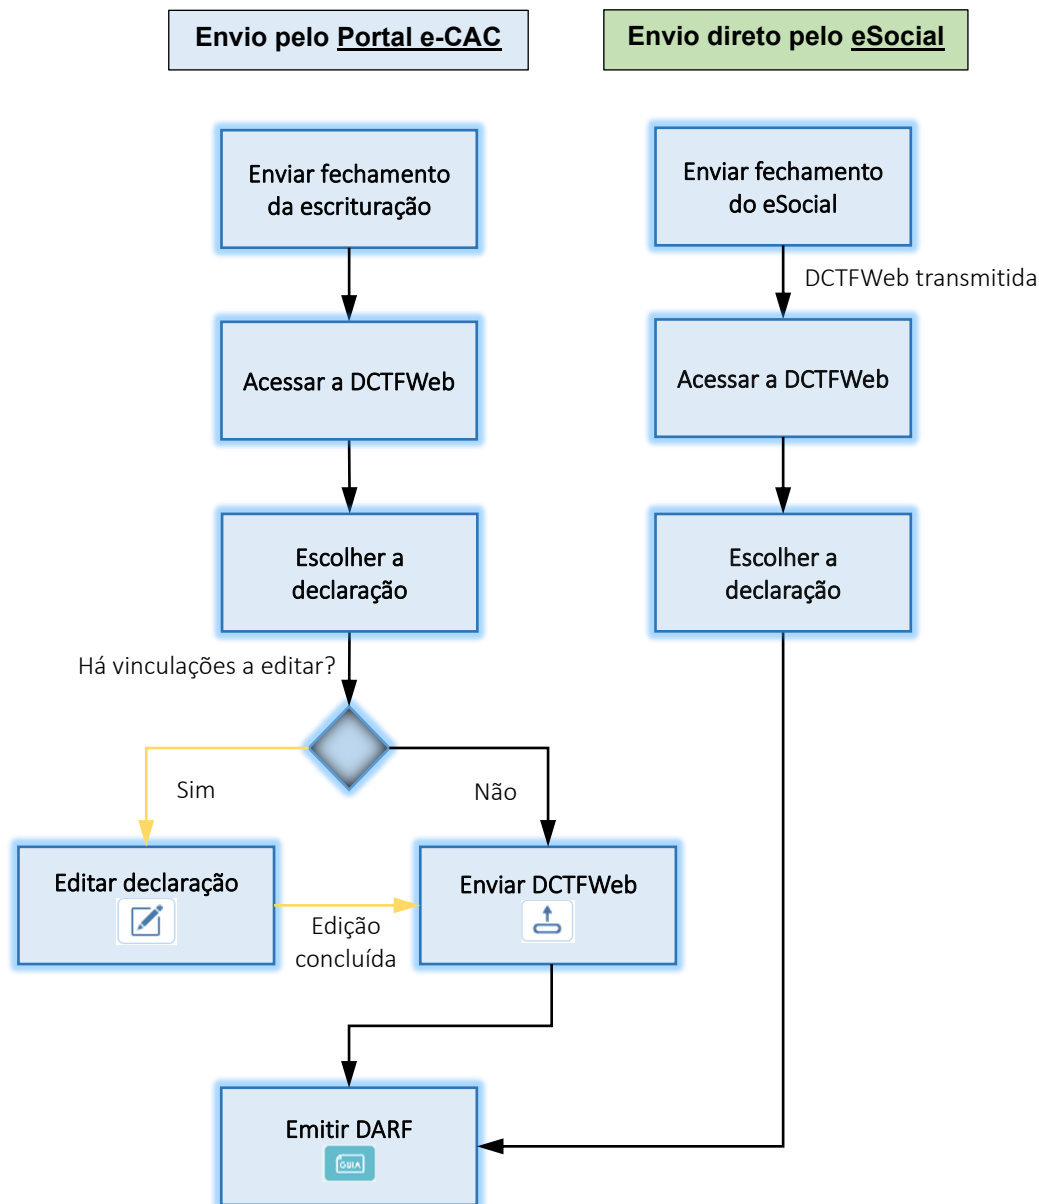 Envio pelo Portal e-CAC
Envio direto pelo eSocial
Enviar fechamento
da escrituração
Enviar fechamento
do eSocial
DCTFWeb transmitida
Acessar a DCTFWeb
Acessar a DCTFWeb
Escolher a
declaração
Escolher a
declaração
Há vinculações a editar?
Sim
Não
Editar declaração
Edição
concluída
Enviar DCTFWeb
Emitir DARF
GUIA